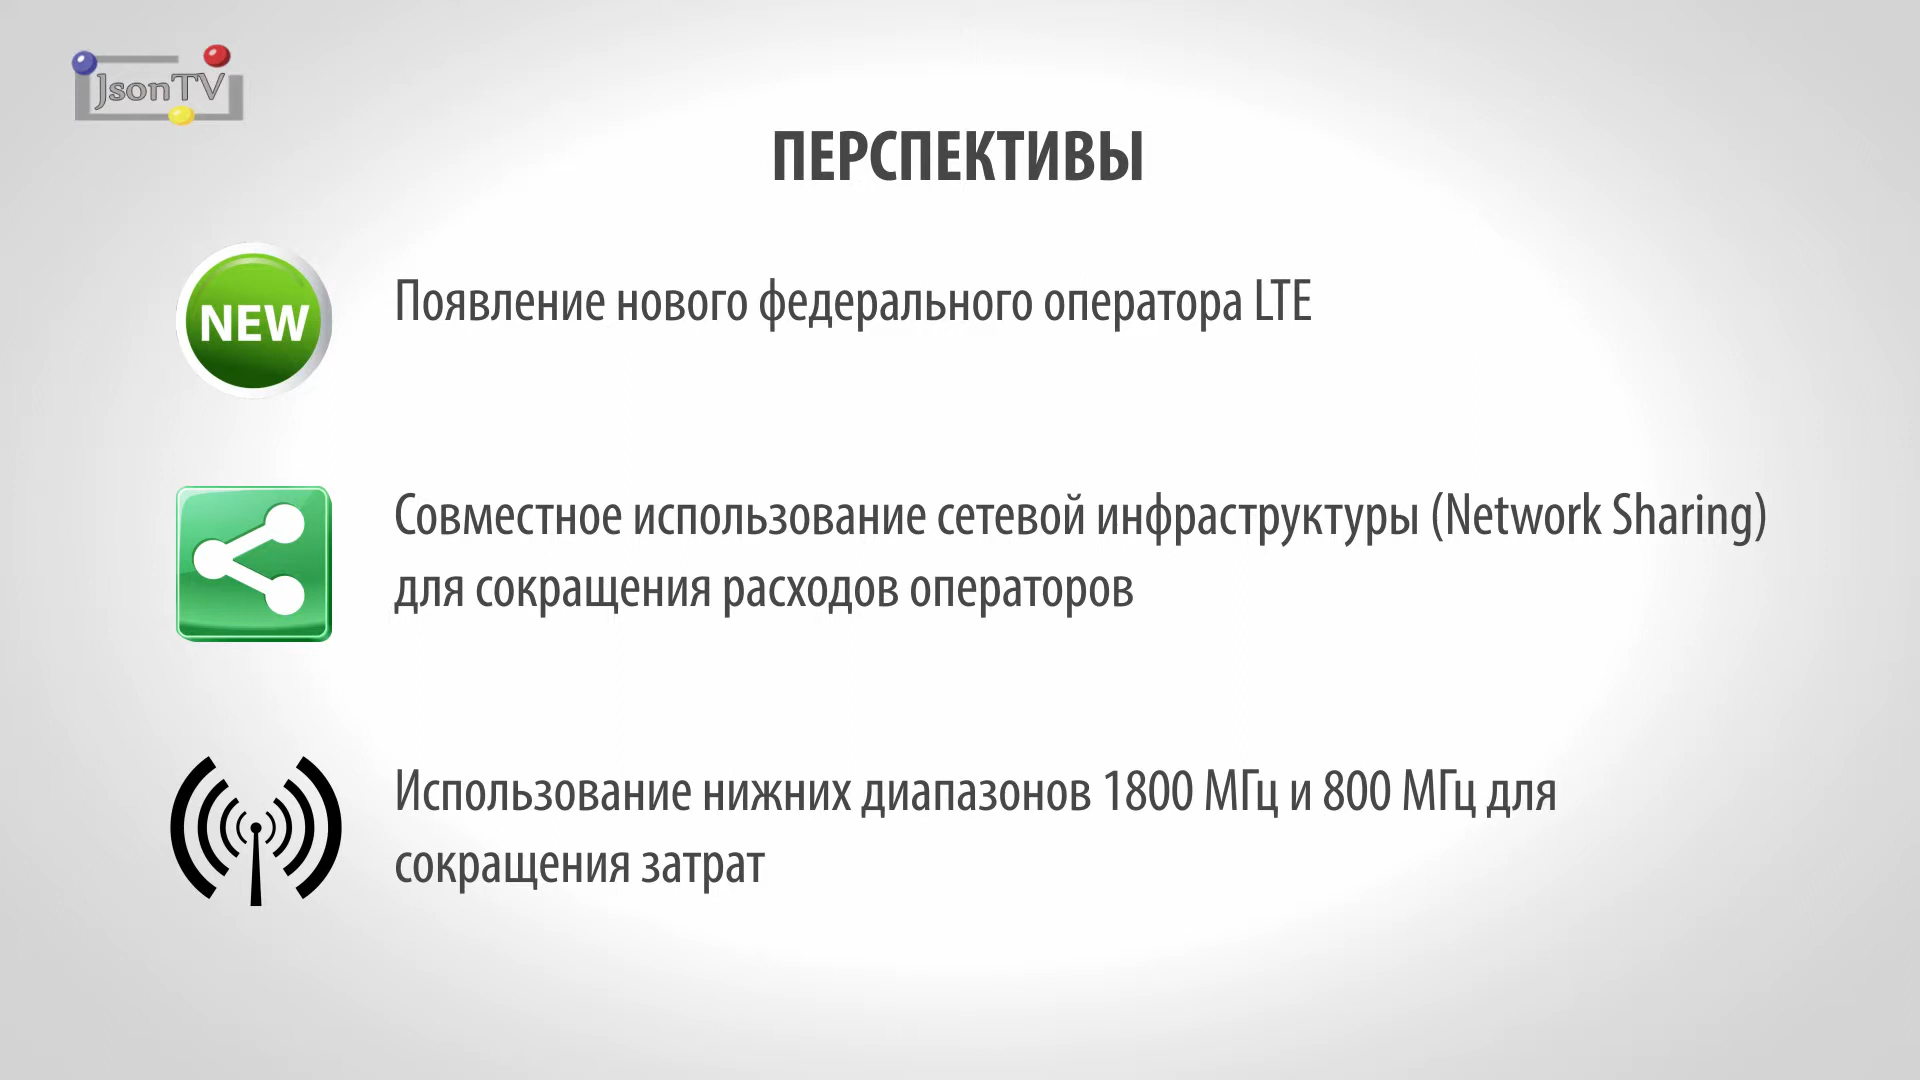 JsonTV
ПЕРСПЕКТИВЫ
NEW
Появление нового федерального оператора LTE
Совместное использование сетевой инфраструктуры (Network Sharing)
для сокращения расходов операторов
Использование нижних диапазонов 1800 МГц и 800 МГц для
сокращения затрат